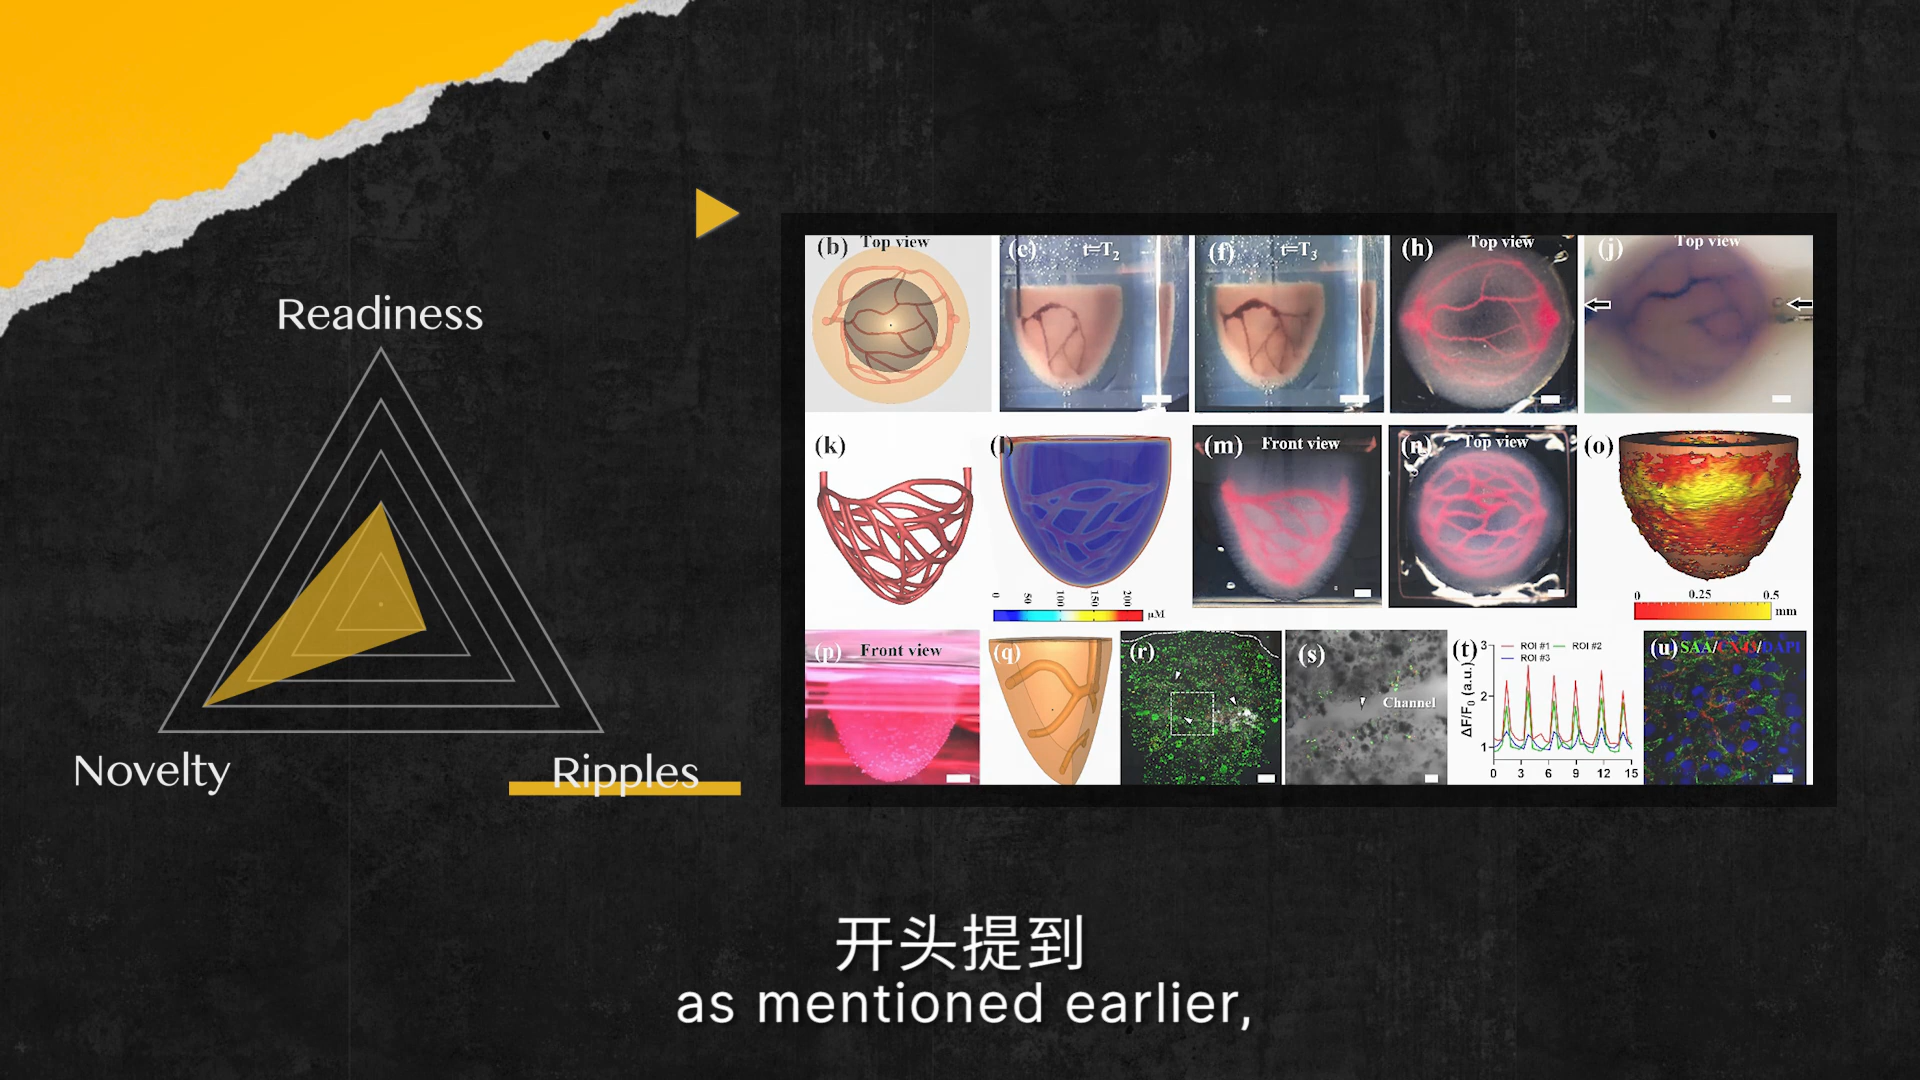 Readiness
Novelty
Ripples
(b) Top view
(e) t=T2
(f) t=T3
(h) Top view
(j) Top view
(k)
(l)
0 50 100 150 200 μM
(m) Front view
(n) Top view
(o)
0 0.25 0.5
mm
(p) Front view
(q)
(r)
(s)
Channel
(t)
ROI #1 ROI #2
ROI #3
ΔF/F0 (a.u.)
3
2
1
0 3 6 9 12 15
(u) SAA/CX43/DAPI
开头提到
as mentioned earlier,